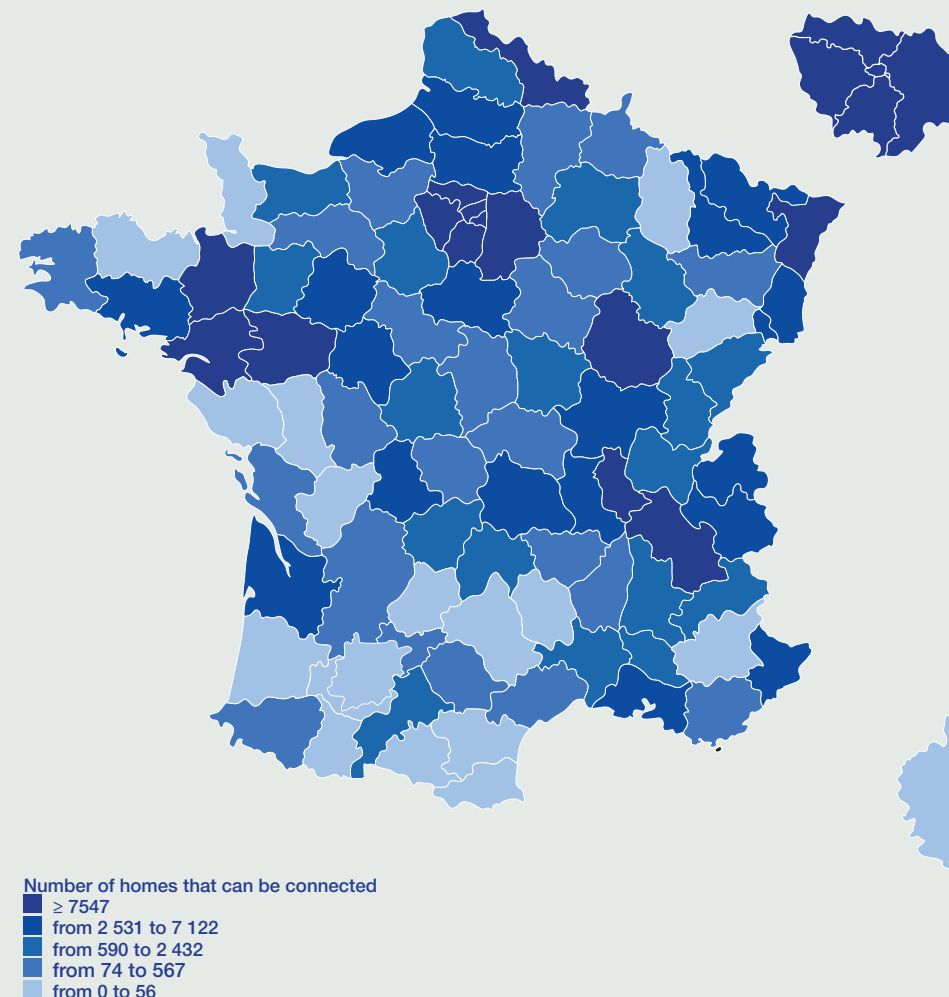 Number of homes that can be connected
≥ 7547
from 2 531 to 7 122
from 590 to 2 432
from 74 to 567
from 0 to 56